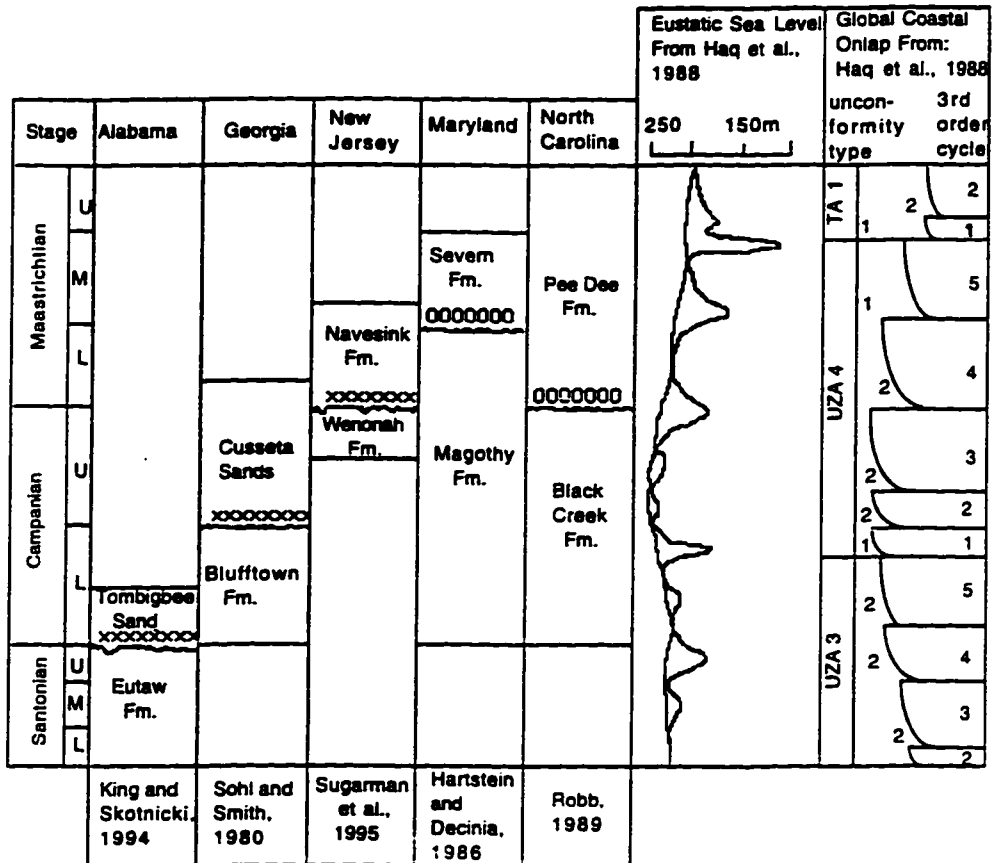 Eustatic Sea Level
From Haq et al.,
1988
250 150m
Global Coastal
Onlap From:
Haq et al., 1988
uncon-
formity
type
3rd
order
cycle
Stage
Alabama
Georgia
New
Jersey
Maryland
North
Carolina
Maastrichtian
U
M
L
Campanian
U
L
Santonian
U
M
L
Tombigbee
Sand
xxxxxxxxx
Eutaw
Fm.
Cusseta
Sands
xxxxxxxxx
Blufftown
Fm.
Navesink
Fm.
xxxxxxxxx
Wenonah
Fm.
Severn
Fm.
0000000
Magothy
Fm.
Pee Dee
Fm.
0000000
Black
Creek
Fm.
TA 1
UZA 4
UZA 3
2 2
1 1
1 5
2 4
2 3
2 2
1 1
2 5
2 4
2 3
2
King and
Skotnicki,
1994
Sohl and
Smith,
1980
Sugarman
et al.,
1995
Hartstein
and
Decinia,
1986
Robb,
1989